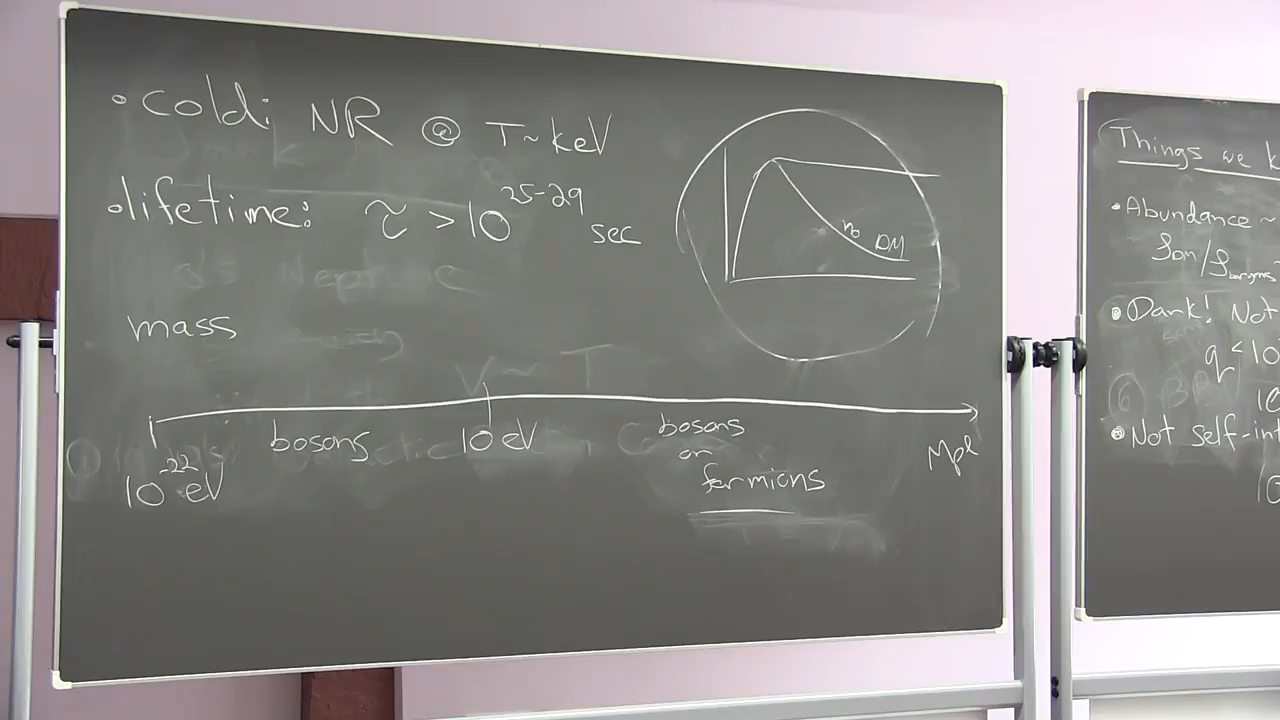 • Cold: NR @ T~keV
• lifetime: τ > 10^25-29 sec
no DM
mass
bosons
10 eV
bosons
or
fermions
10^-22 eV
Mpl
Things we k
• Abundance ~
ρDM/ρbaryons ~
• Dark! Not
q < 10
10
• Not self-int